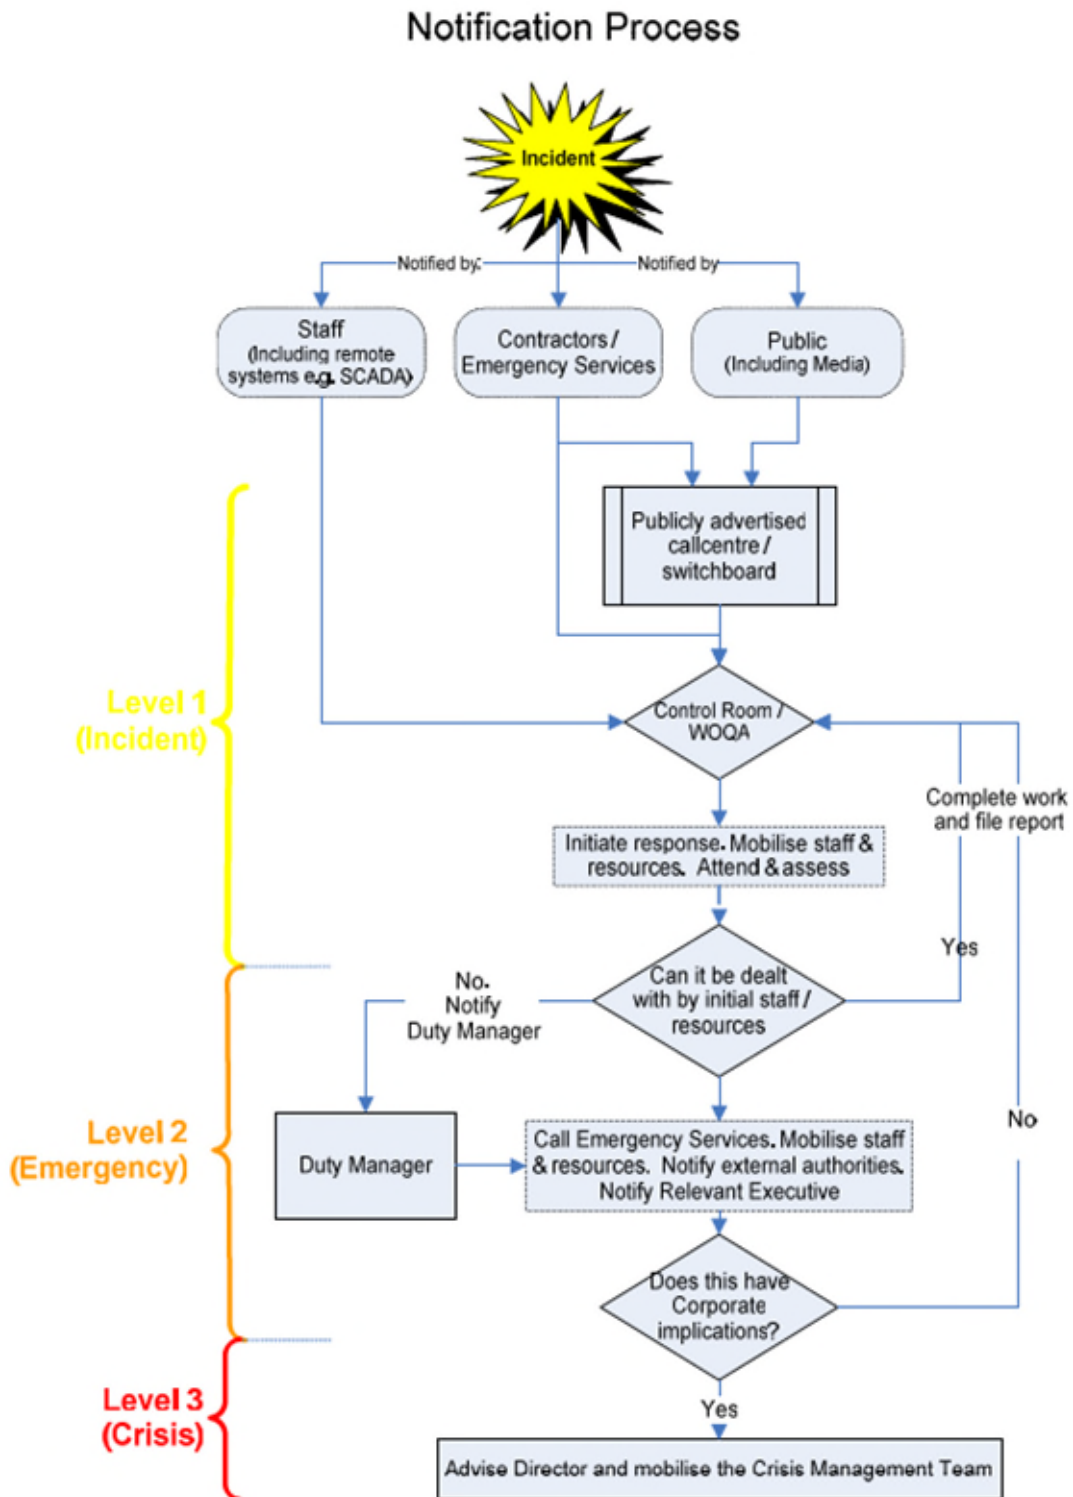 Notification Process
Incident
Notified by:
Notified by
Staff
(Including remote
systems e.g. SCADA)
Contractors /
Emergency Services
Public
(Including Media)
Publicly advertised
callcentre /
switchboard
Level 1
(Incident)
Control Room /
WOQA
Complete work
and file report
Initiate response. Mobilise staff &
resources. Attend & assess
Yes
Can it be dealt
with by initial staff /
resources
No.
Notify
Duty Manager
Level 2
(Emergency)
Duty Manager
Call Emergency Services. Mobilise staff
& resources. Notify external authorities.
Notify Relevant Executive
No
Does this have
Corporate
implications?
Level 3
(Crisis)
Yes
Advise Director and mobilise the Crisis Management Team